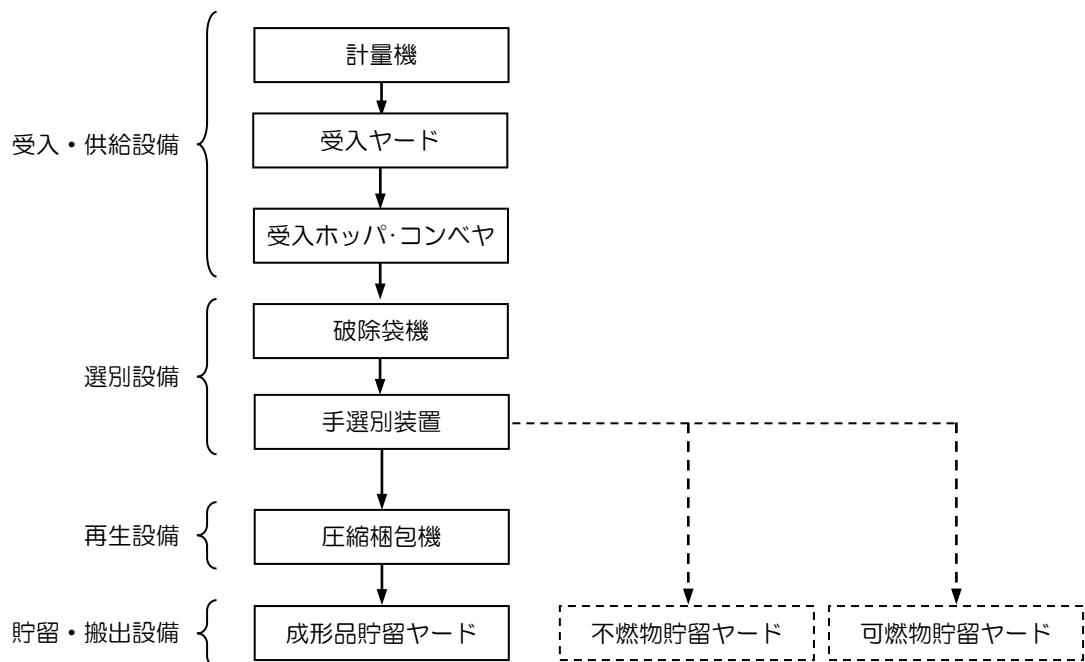 計量機
受入・供給設備
受入ヤード
受入ホッパ･コンベヤ
破除袋機
選別設備
手選別装置
再生設備
圧縮梱包機
貯留・搬出設備
成形品貯留ヤード
不燃物貯留ヤード
可燃物貯留ヤード